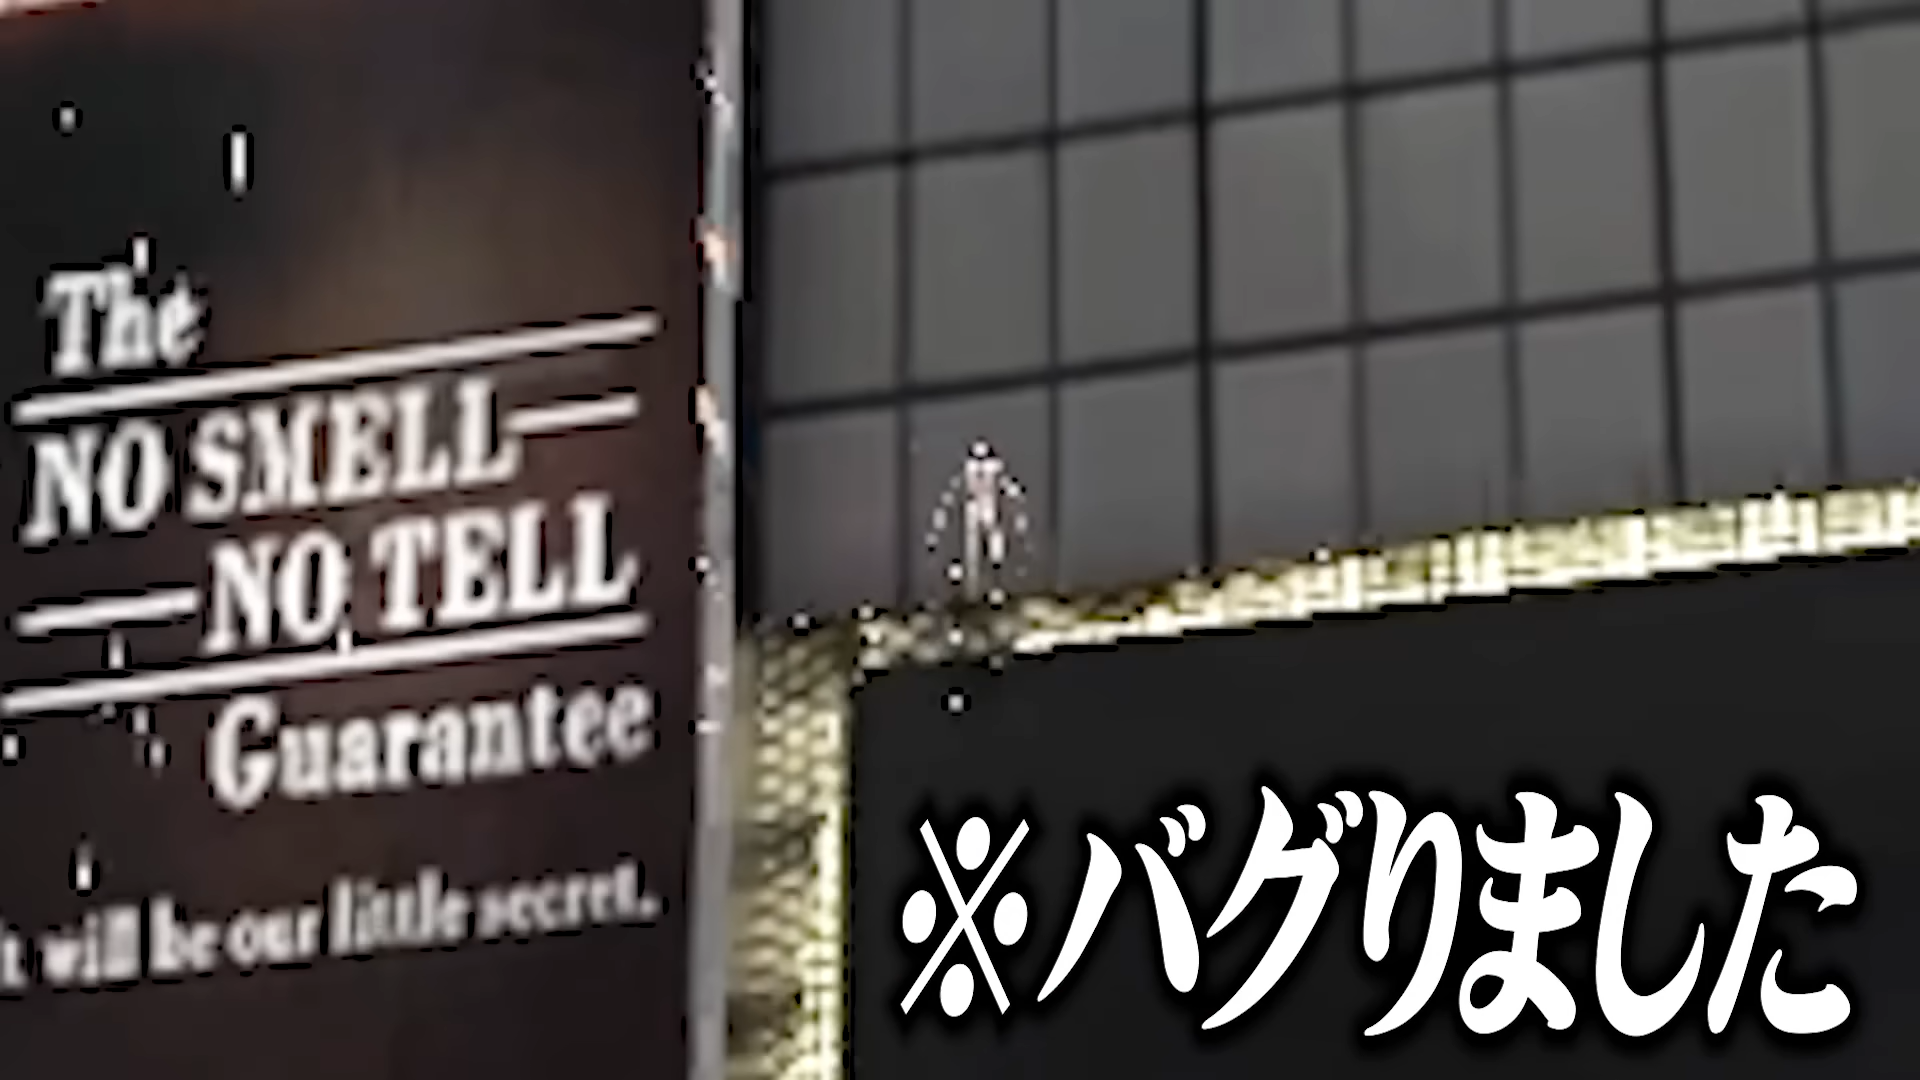 The
NO SMELL
NO TELL
Guarantee
t will be our little secret.
※バグりました